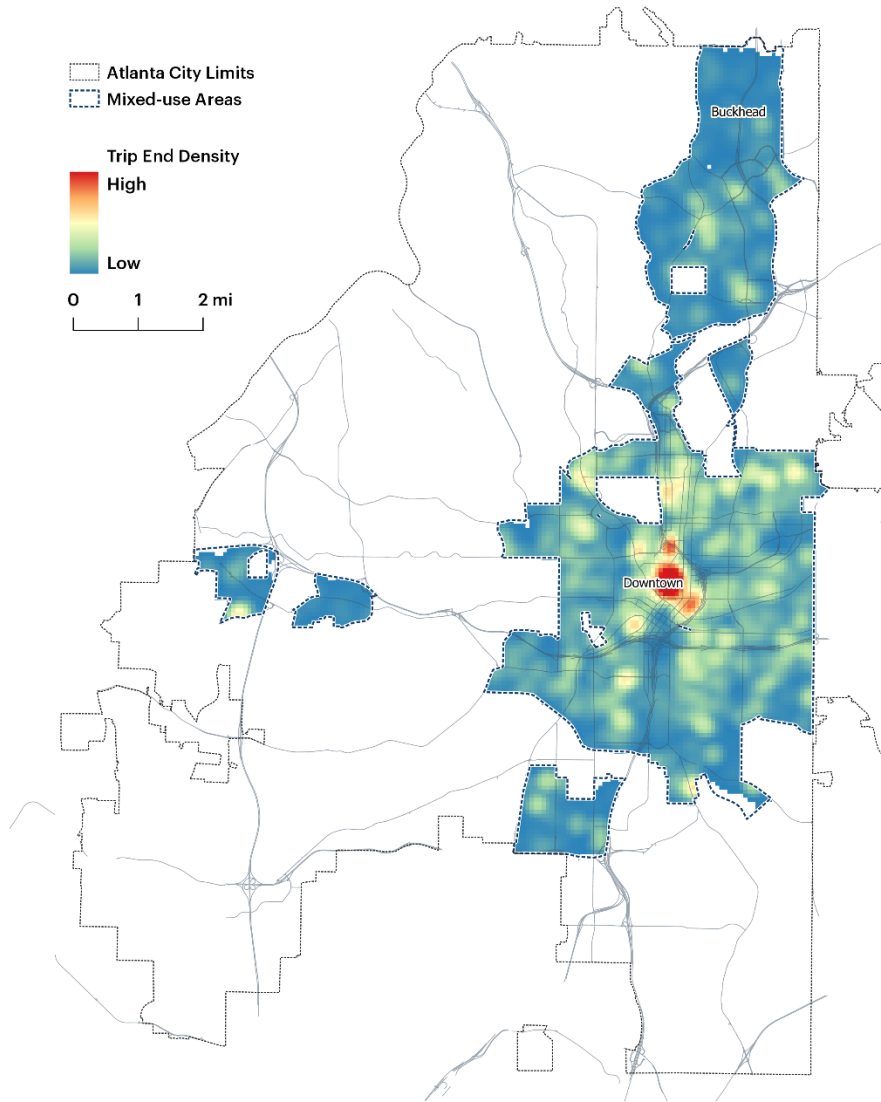 Atlanta City Limits
Mixed-use Areas
Trip End Density
High
Low
0 1 2 mi
Buckhead
Downtown